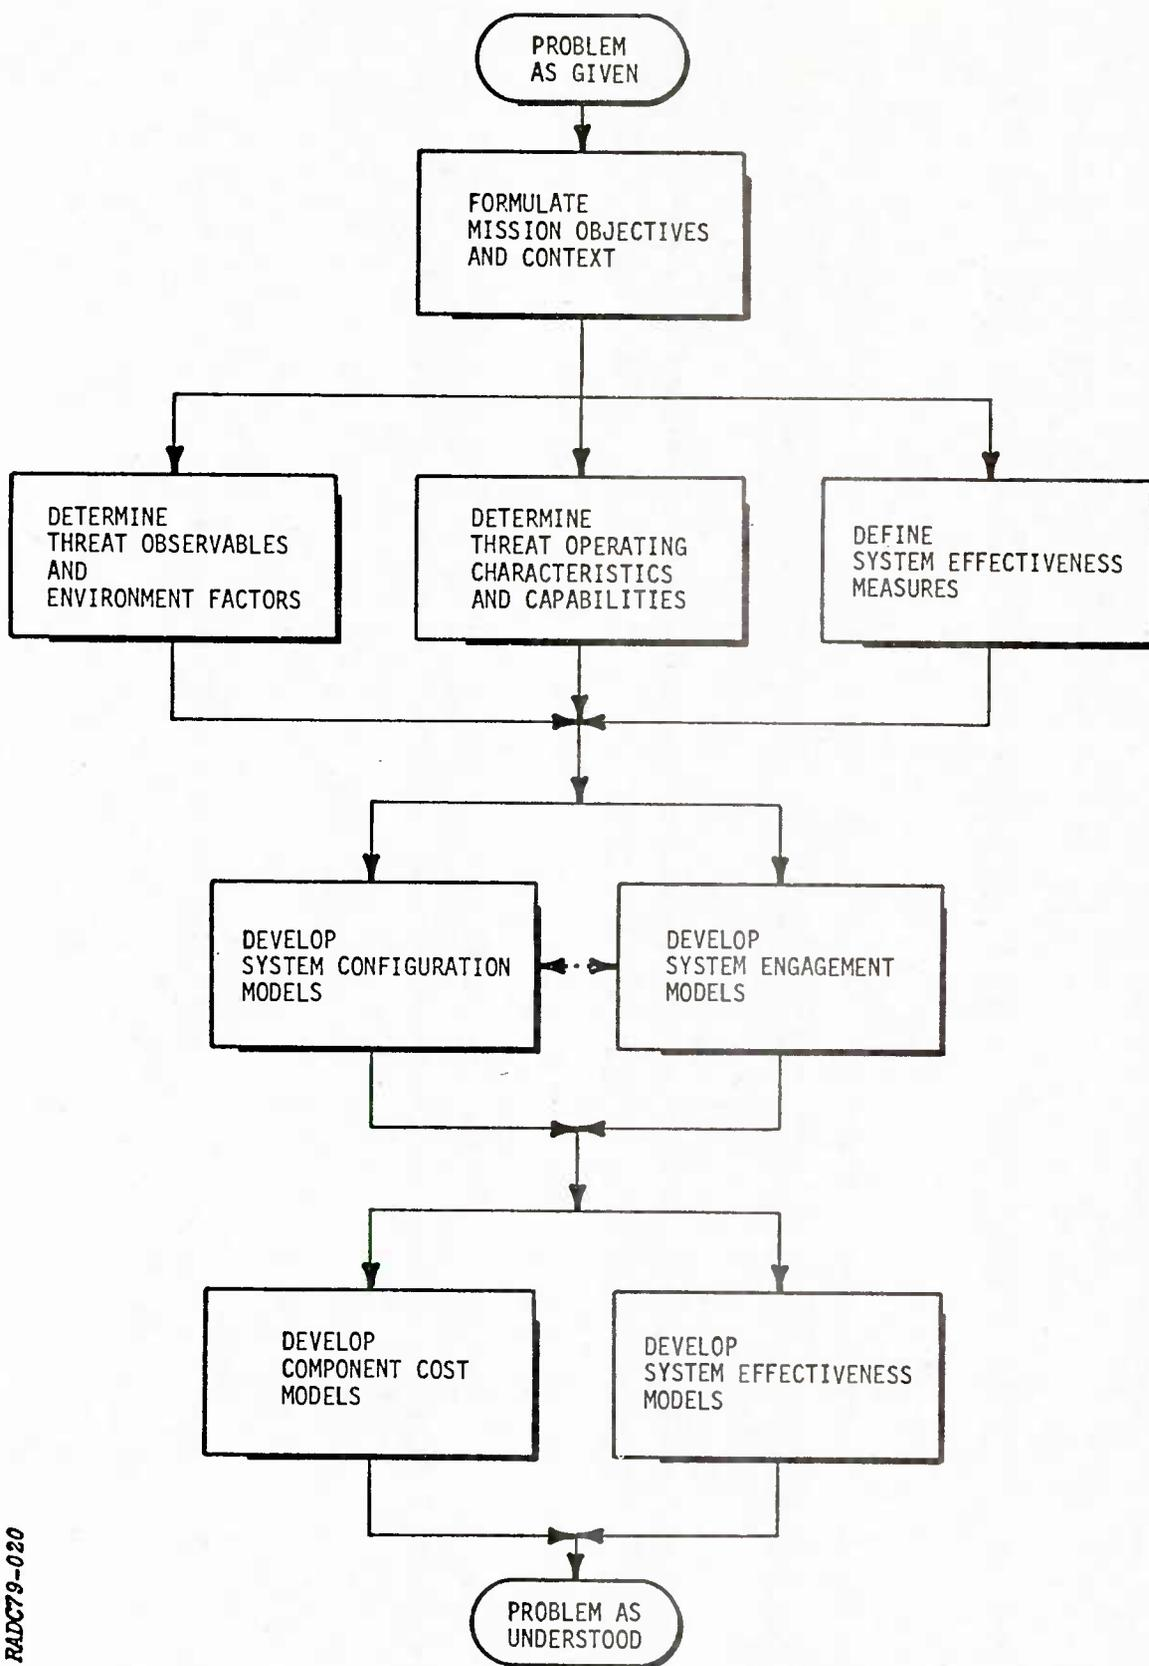 PROBLEM
AS GIVEN
FORMULATE
MISSION OBJECTIVES
AND CONTEXT
DETERMINE
THREAT OBSERVABLES
AND
ENVIRONMENT FACTORS
DETERMINE
THREAT OPERATING
CHARACTERISTICS
AND CAPABILITIES
DEFINE
SYSTEM EFFECTIVENESS
MEASURES
DEVELOP
SYSTEM CONFIGURATION
MODELS
DEVELOP
SYSTEM ENGAGEMENT
MODELS
DEVELOP
COMPONENT COST
MODELS
DEVELOP
SYSTEM EFFECTIVENESS
MODELS
PROBLEM AS
UNDERSTOOD
RADC79-020